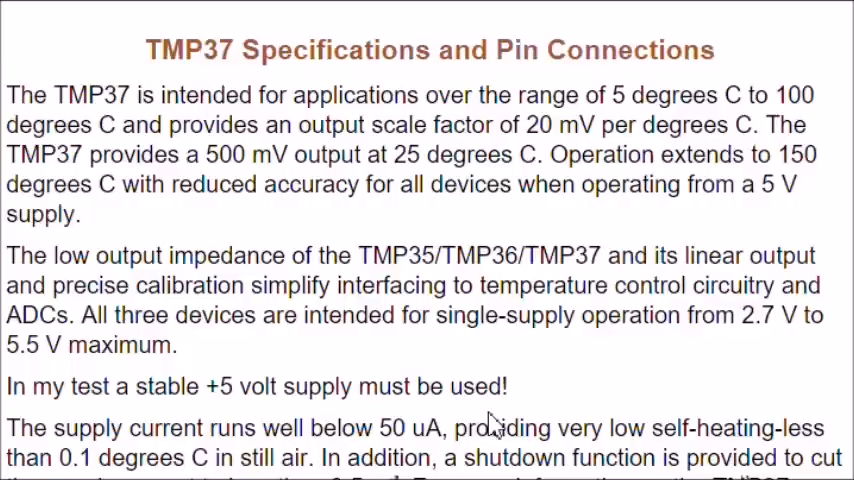 TMP37 Specifications and Pin Connections
The TMP37 is intended for applications over the range of 5 degrees C to 100
degrees C and provides an output scale factor of 20 mV per degrees C. The
TMP37 provides a 500 mV output at 25 degrees C. Operation extends to 150
degrees C with reduced accuracy for all devices when operating from a 5 V
supply.
The low output impedance of the TMP35/TMP36/TMP37 and its linear output
and precise calibration simplify interfacing to temperature control circuitry and
ADCs. All three devices are intended for single-supply operation from 2.7 V to
5.5 V maximum.
In my test a stable +5 volt supply must be used!
The supply current runs well below 50 uA, providing very low self-heating-less
than 0.1 degrees C in still air. In addition, a shutdown function is provided to cut